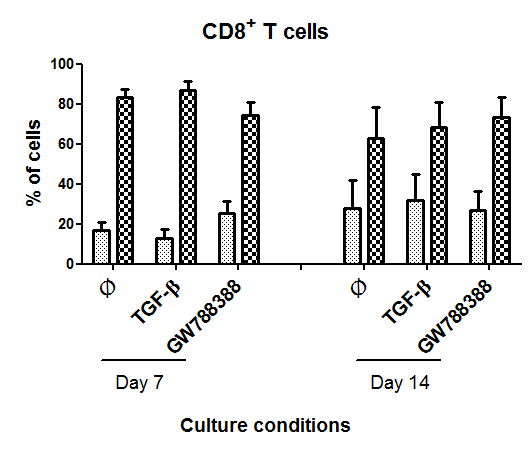 CD8⁺ T cells
% of cells
100
80
60
40
20
0
Ø
TGF-β
GW788388
Ø
TGF-β
GW788388
Day 7
Day 14
Culture conditions